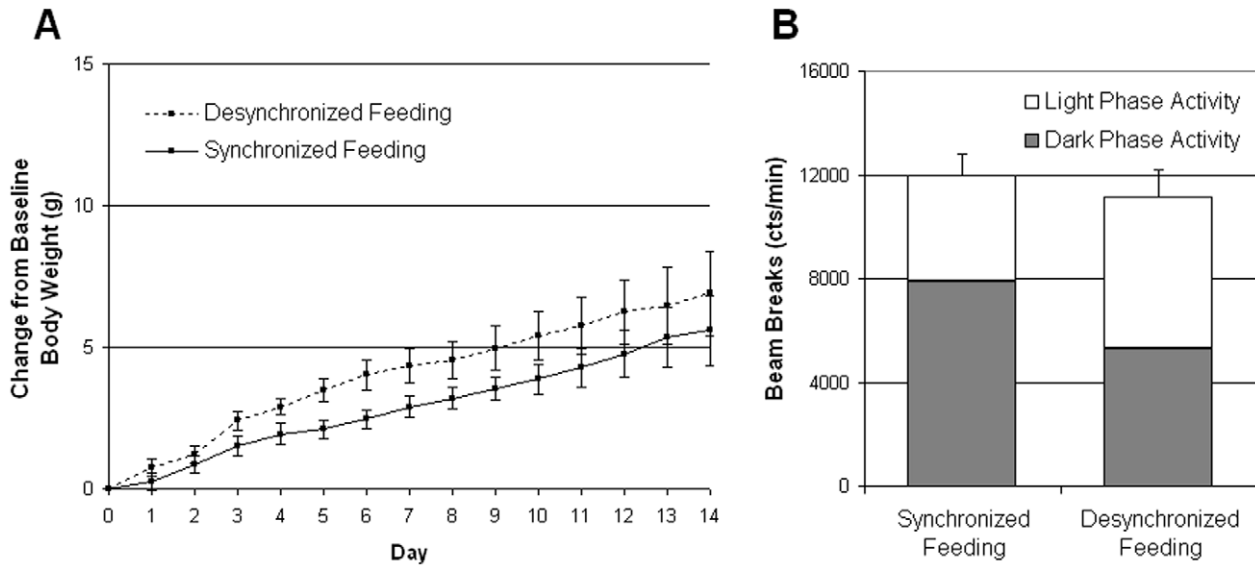 A
15
10
5
0
Desynchronized Feeding
Synchronized Feeding
Change from Baseline
Body Weight (g)
0 1 2 3 4 5 6 7 8 9 10 11 12 13 14
Day
B
16000
12000
8000
4000
0
Light Phase Activity
Dark Phase Activity
Beam Breaks (cts/min)
Synchronized
Feeding
Desynchronized
Feeding